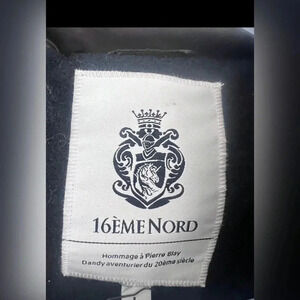 16ÈME NORD
Hommage à Pierre Blay
Dandy aventurier du 20ème siècle